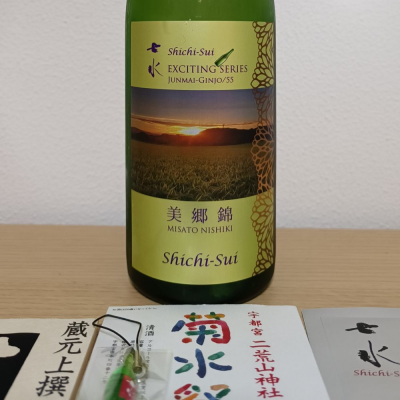 七水
Shichi-Sui
EXCITING SERIES
JUNMAI-GINJO/55
美郷錦
MISATO NISHIKI
Shichi-Sui
蔵元上撰
清酒
菊水
宇都宮二荒山神社
七水
Shichi-Su